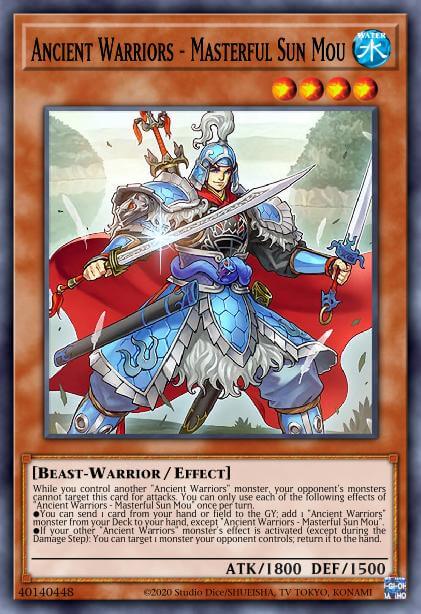 ANCIENT WARRIORS - MASTERFUL SUN MOU
WATER
水
[BEAST-WARRIOR / EFFECT]
While you control another "Ancient Warriors" monster, your opponent's monsters
cannot target this card for attacks. You can only use each of the following effects of
"Ancient Warriors - Masterful Sun Mou" once per turn.
●You can send 1 card from your hand or field to the GY; add 1 "Ancient Warriors"
monster from your Deck to your hand, except "Ancient Warriors - Masterful Sun Mou".
●If your other "Ancient Warriors" monster's effect is activated (except during the
Damage Step): You can target 1 monster your opponent controls; return it to the hand.
ATK/1800 DEF/1500
40140448
©2020 Studio Dice/SHUEISHA, TV TOKYO, KONAMI